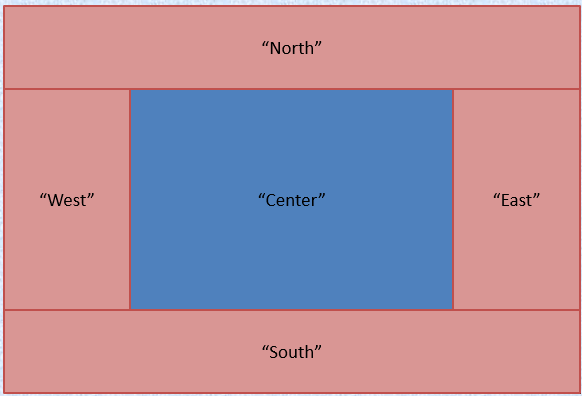 “North”
“West”
“Center”
“East”
“South”